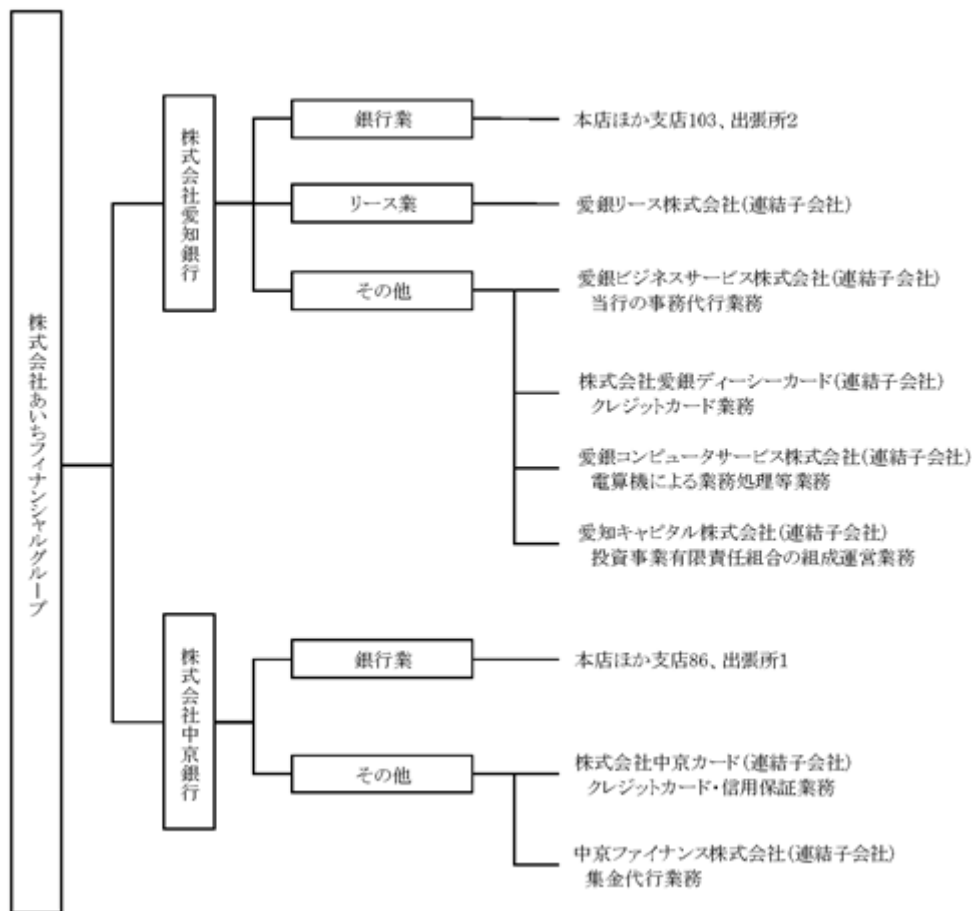 株式会社あいちフィナンシャルグループ
株式会社愛知銀行
銀行業
本店ほか支店103、出張所2
リース業
愛銀リース株式会社(連結子会社)
その他
愛銀ビジネスサービス株式会社(連結子会社)
当行の事務代行業務
株式会社愛銀ディーシーカード(連結子会社)
クレジットカード業務
愛銀コンピュータサービス株式会社(連結子会社)
電算機による業務処理等業務
愛知キャピタル株式会社(連結子会社)
投資事業有限責任組合の組成運営業務
株式会社中京銀行
銀行業
本店ほか支店86、出張所1
その他
株式会社中京カード(連結子会社)
クレジットカード・信用保証業務
中京ファイナンス株式会社(連結子会社)
集金代行業務